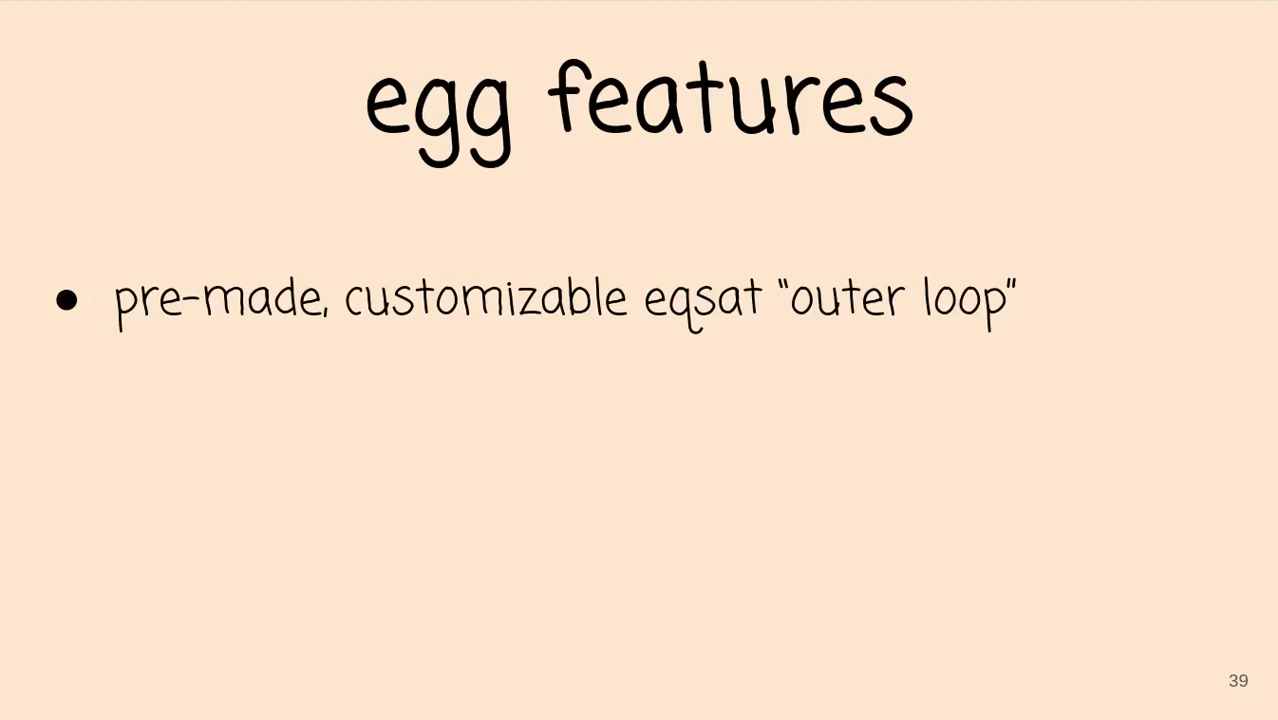 egg features
• pre-made, customizable eqsat "outer loop"
39